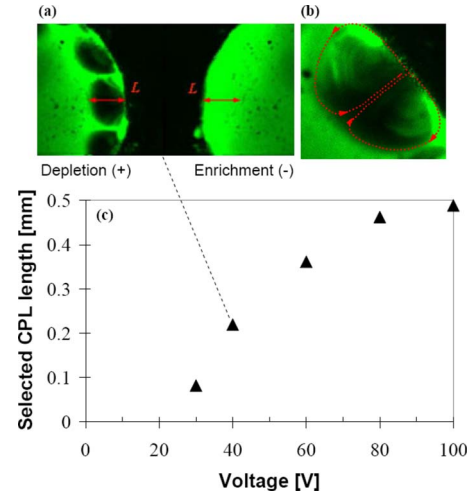 (a)
(b)
L
L
Depletion (+)
Enrichment (-)
(c)
Selected CPL length [mm]
0.5
0.4
0.3
0.2
0.1
0
0
20
40
60
80
100
Voltage [V]